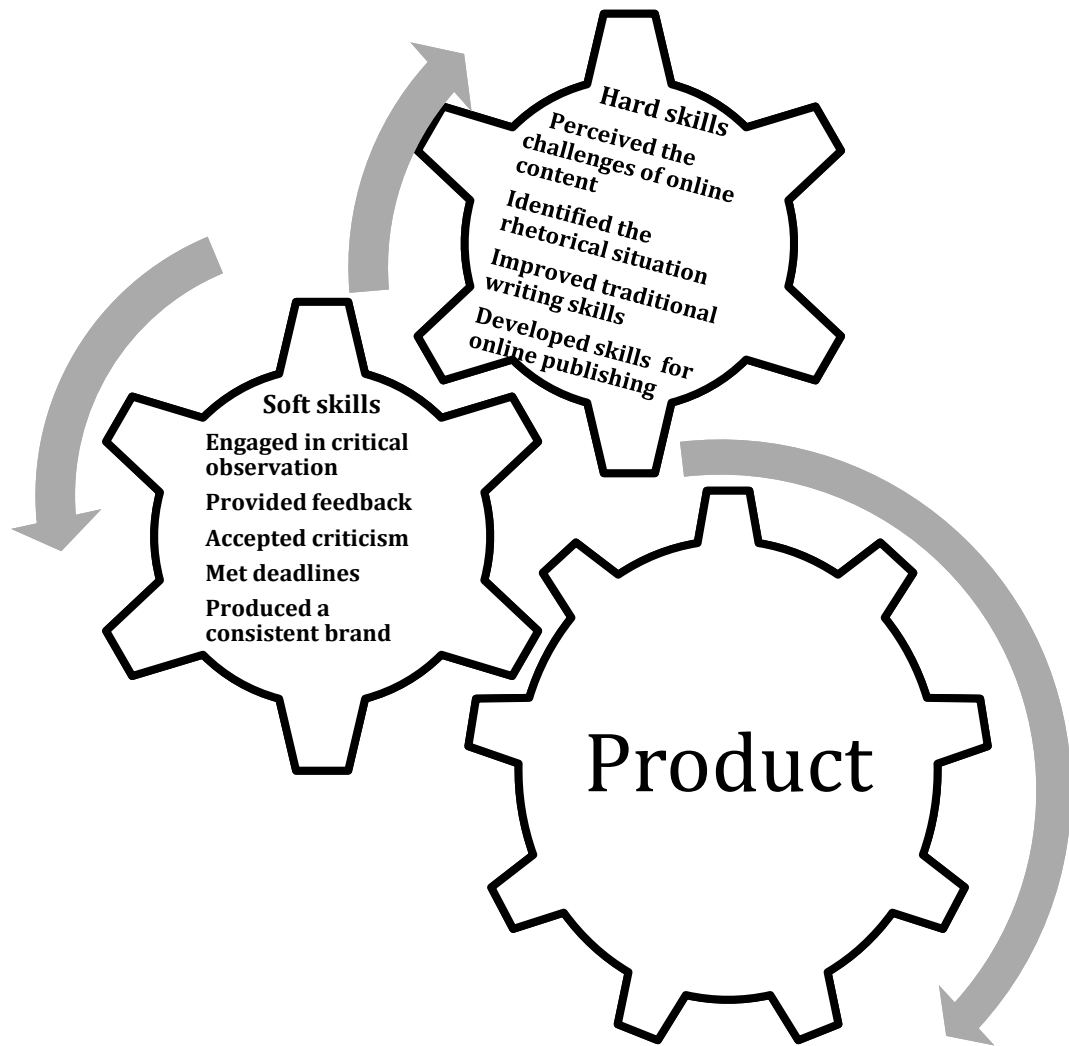 Hard skills
Perceived the
challenges of online
content
Identified the
rhetorical situation
Improved traditional
writing skills
Developed skills for
online publishing
Soft skills
Engaged in critical
observation
Provided feedback
Accepted criticism
Met deadlines
Produced a
consistent brand
Product